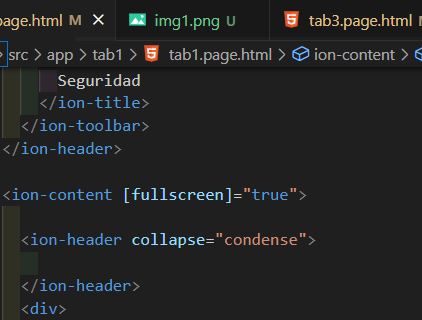 page.html M × img1.png U tab3.page.html M
src > app > tab1 > tab1.page.html > ion-content >
Seguridad
</ion-title>
</ion-toolbar>
</ion-header>
<ion-content [fullscreen]="true">
<ion-header collapse="condense">
</ion-header>
<div>